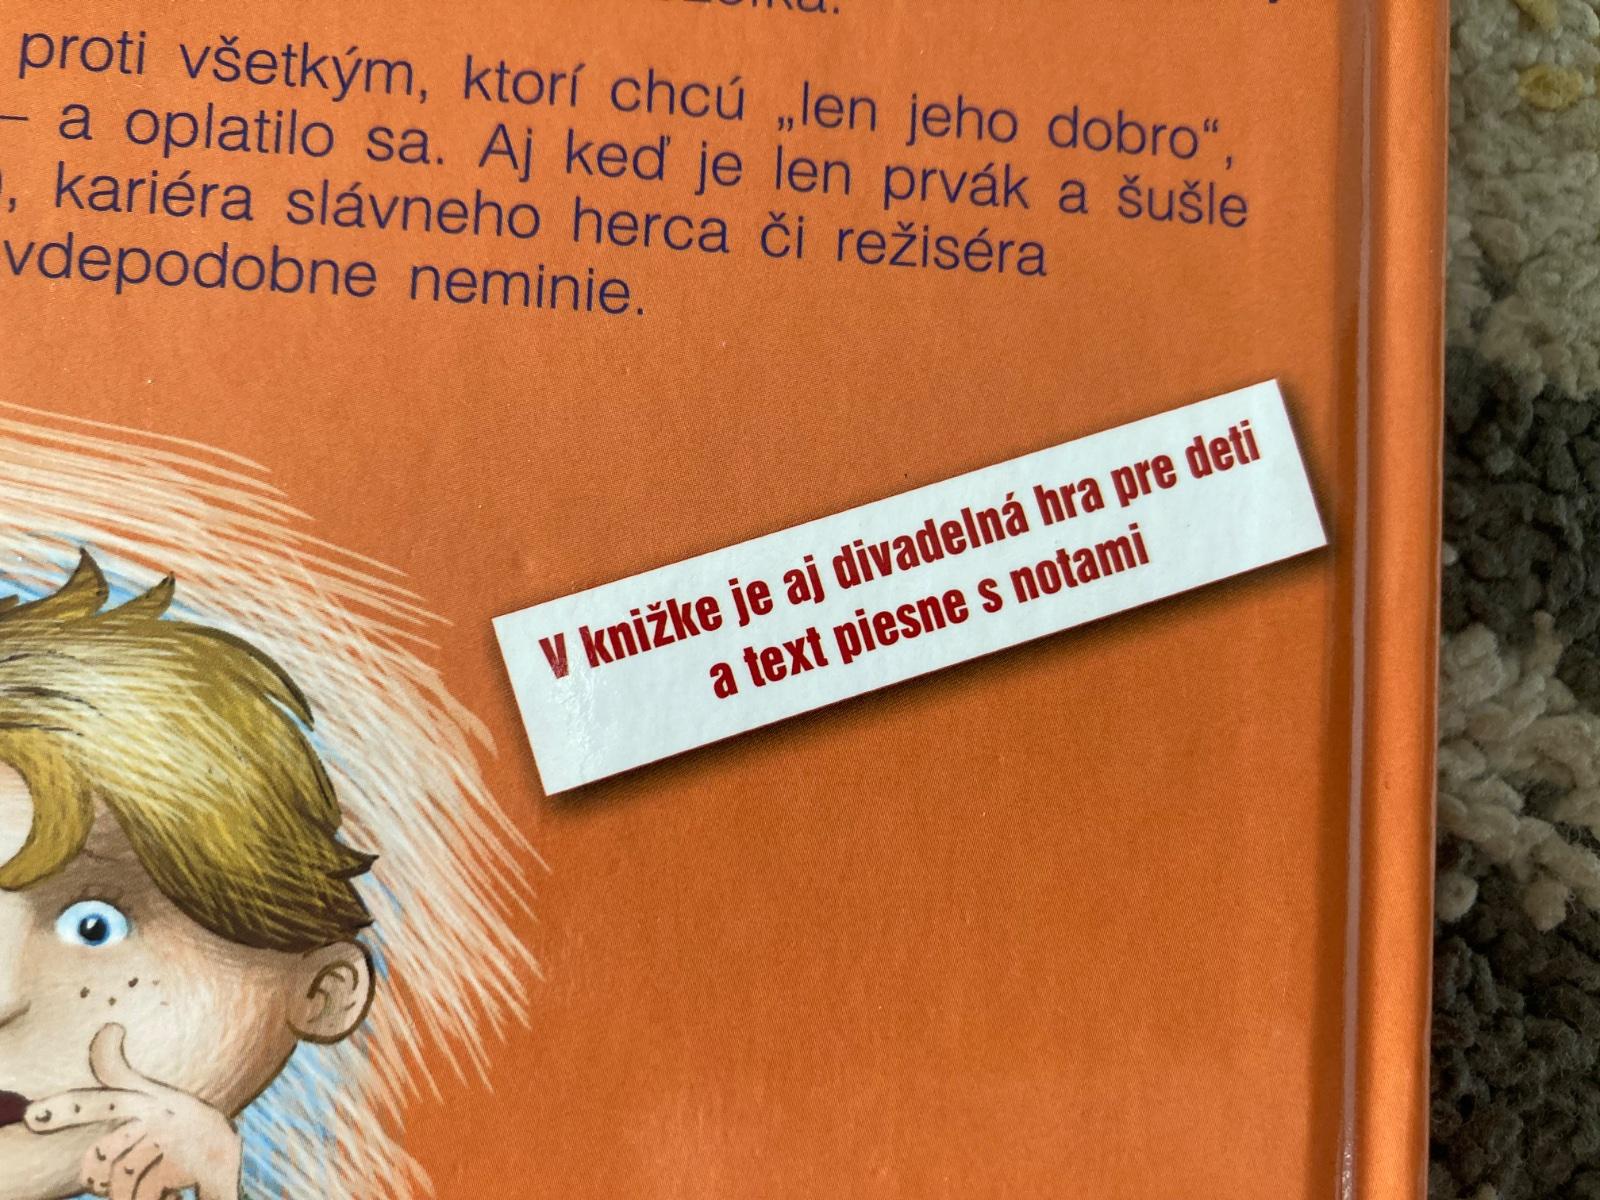 proti všetkým, ktorí chcú „len jeho dobro“,
– a oplatilo sa. Aj keď je len prvák a šušle
, kariéra slávneho herca či režiséra
vdepodobne neminie.
V knižke je aj divadelná hra pre deti
a text piesne s notami